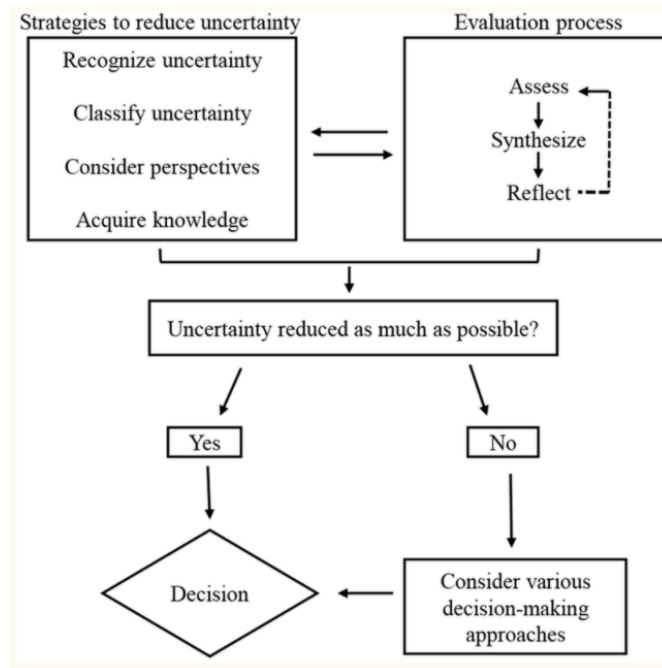 Strategies to reduce uncertainty
Recognize uncertainty
Classify uncertainty
Consider perspectives
Acquire knowledge
Evaluation process
Assess
Synthesize
Reflect
Uncertainty reduced as much as possible?
Yes
No
Decision
Consider various
decision-making
approaches